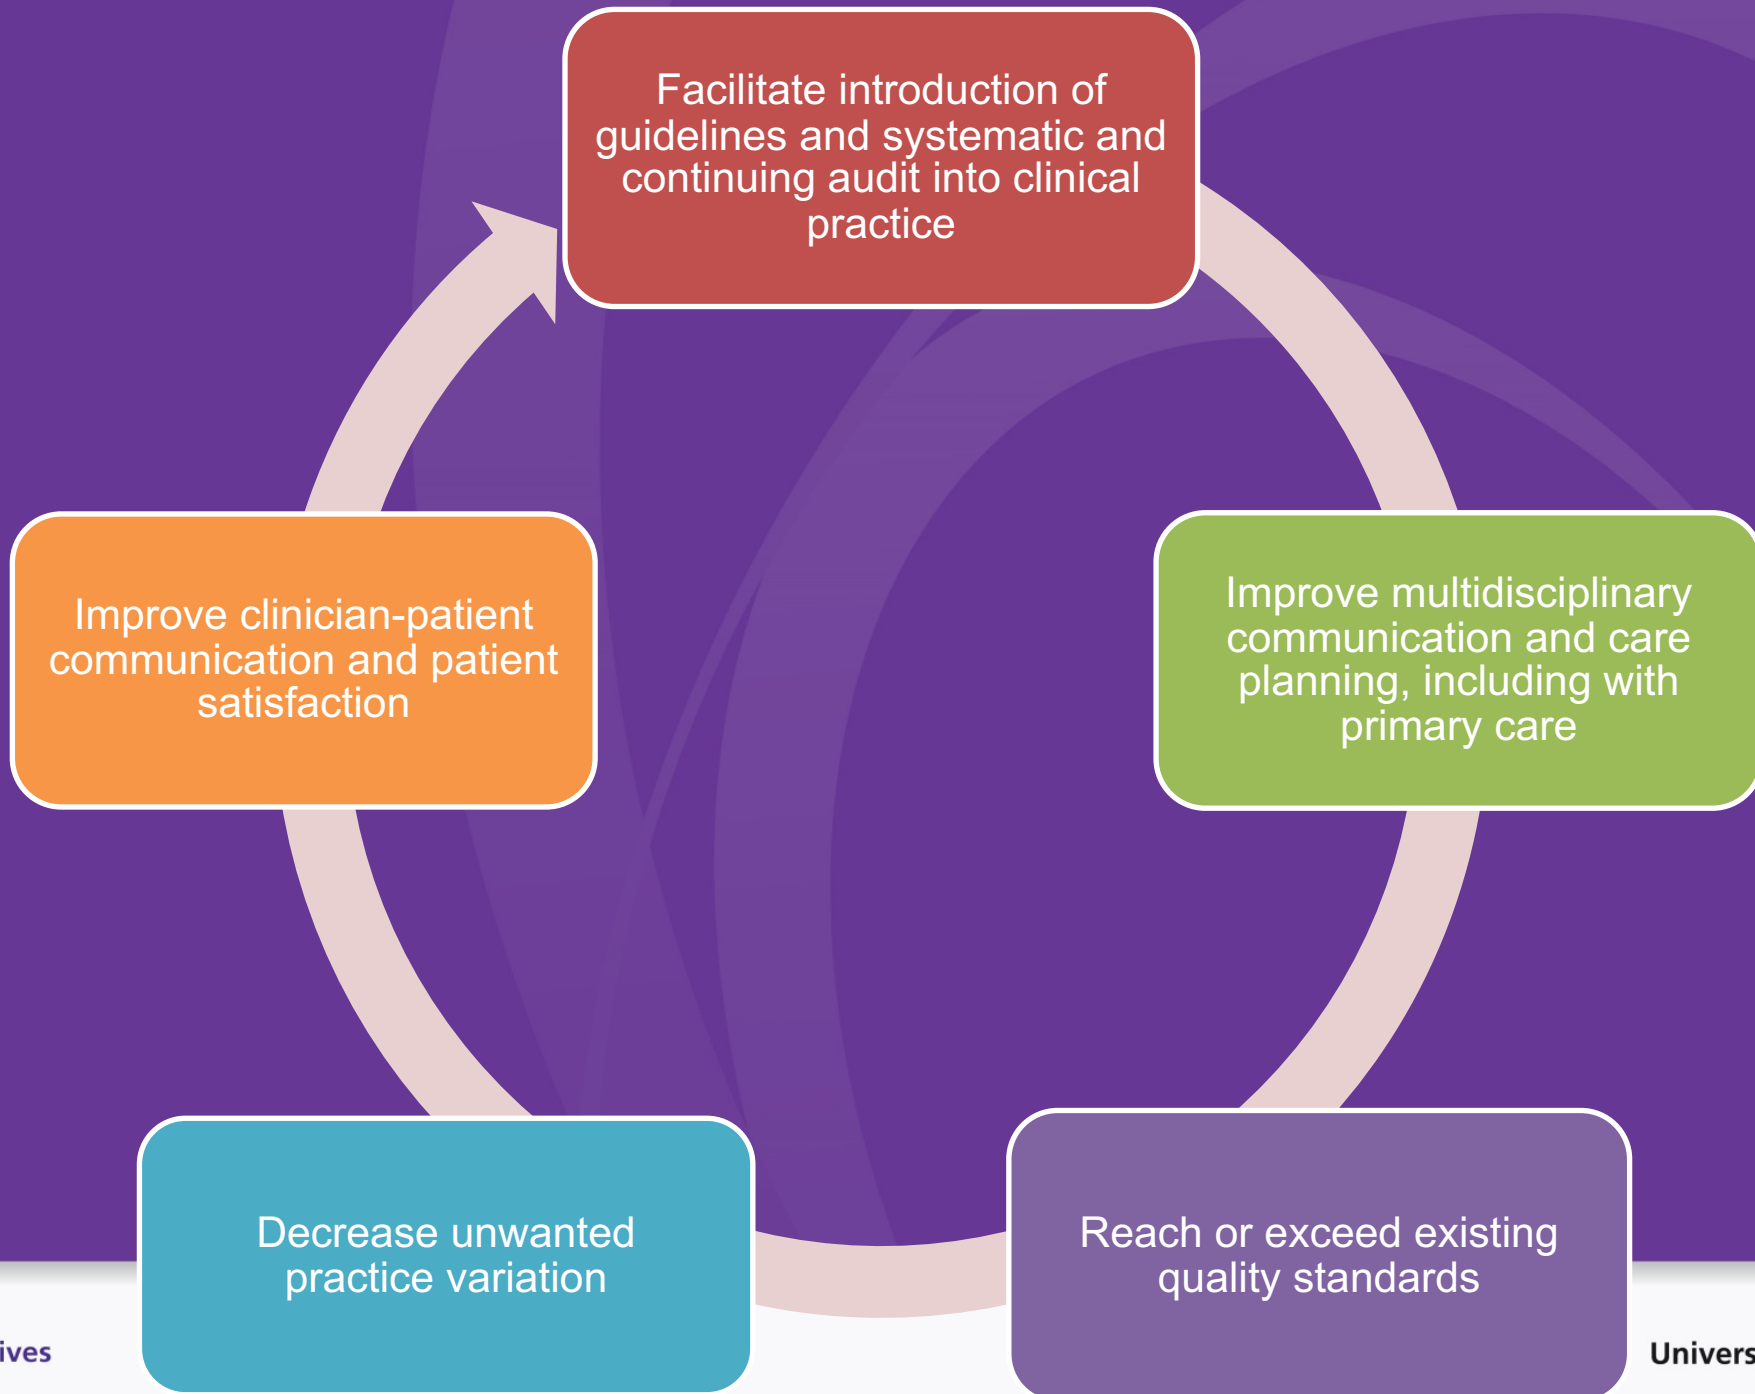 Facilitate introduction of
guidelines and systematic and
continuing audit into clinical
practice
Improve multidisciplinary
communication and care
planning, including with
primary care
Reach or exceed existing
quality standards
Decrease unwanted
practice variation
Improve clinician-patient
communication and patient
satisfaction
ives
Univers